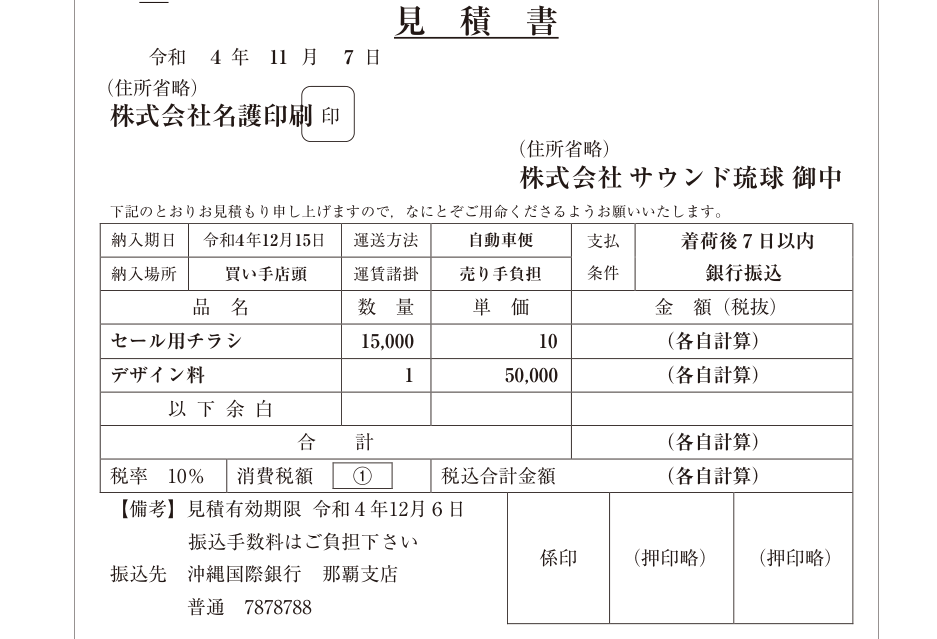 見積書
令和 4 年 11 月 7 日
（住所省略）
株式会社名護印刷 印
（住所省略）
株式会社 サウンド琉球 御中
下記のとおりお見積もり申し上げますので，なにとぞご用命くださるようお願いいたします。
納入期日 令和4年12月15日 運送方法 自動車便 支払 着荷後7日以内
納入場所 買い手店頭 運賃諸掛 売り手負担 条件 銀行振込
品 名 数 量 単 価 金 額（税抜）
セール用チラシ 15,000 10 （各自計算）
デザイン料 1 50,000 （各自計算）
以 下 余 白
合 計 （各自計算）
税率 10% 消費税額 ① 税込合計金額 （各自計算）
【備考】見積有効期限 令和4年12月6日
振込手数料はご負担下さい
振込先 沖縄国際銀行 那覇支店
普通 7878788
係印 （押印略） （押印略）